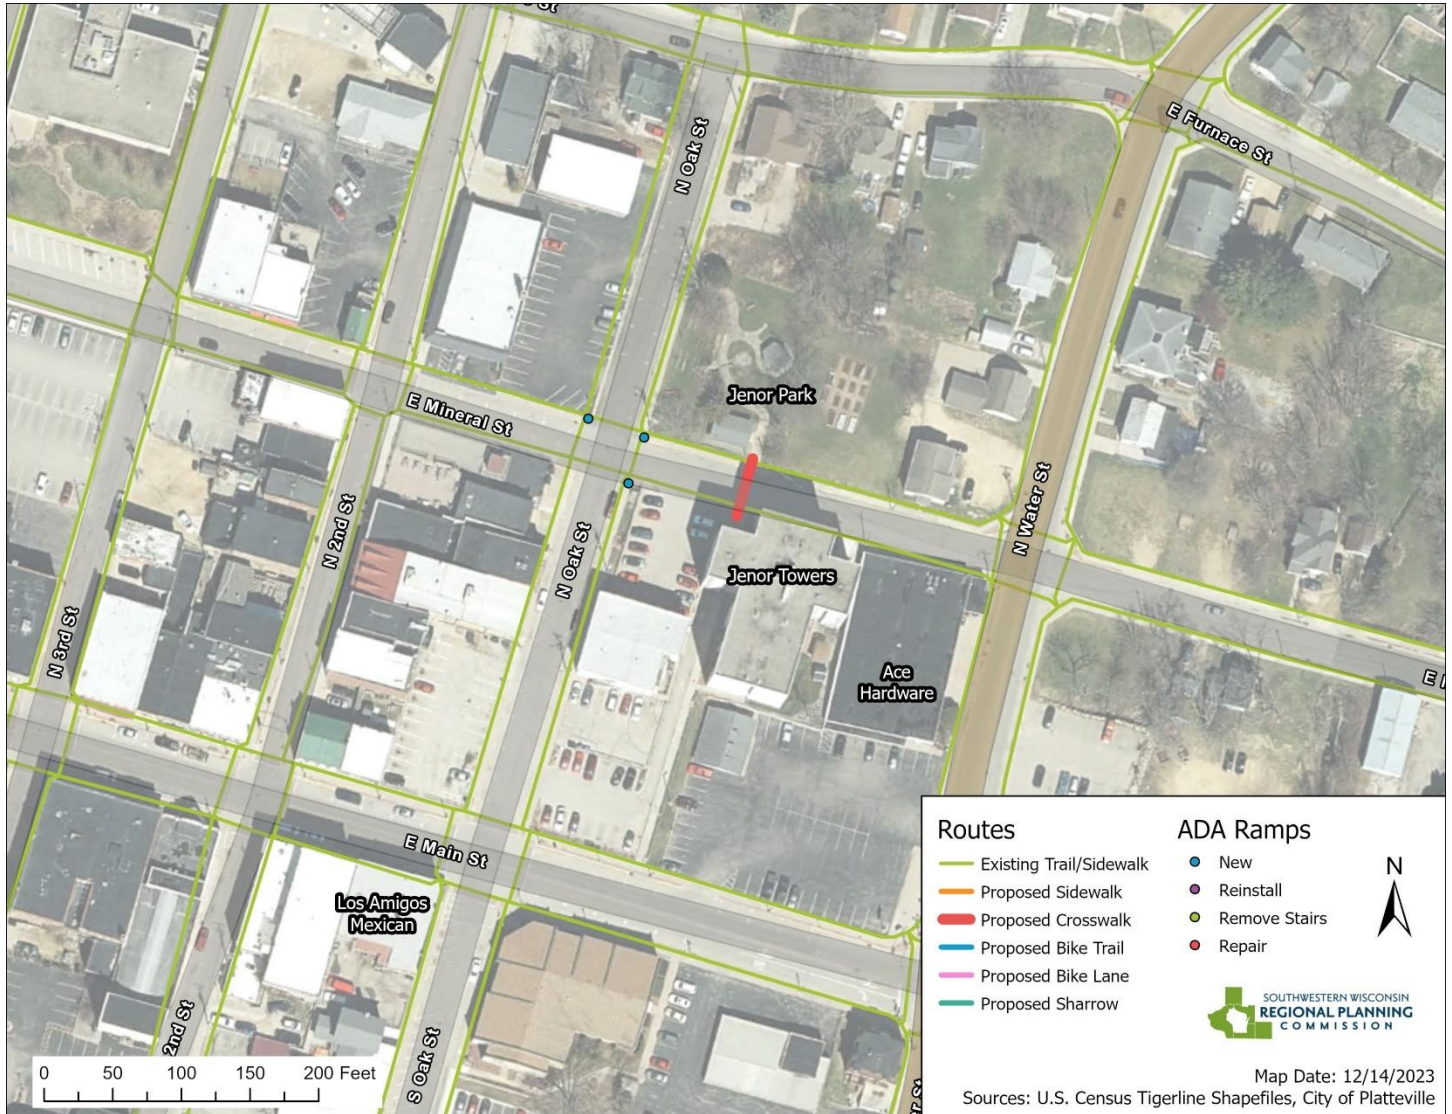 N Oak St
E Furnace St
Jenor Park
E Mineral St
N Water St
N 2nd St
N Oak St
Jenor Towers
N 3rd St
Ace
Hardware
E Main St
Los Amigos
Mexican
2nd St
S Oak St
Routes
Existing Trail/Sidewalk
Proposed Sidewalk
Proposed Crosswalk
Proposed Bike Trail
Proposed Bike Lane
Proposed Sharrow
ADA Ramps
New
Reinstall
Remove Stairs
Repair
N
SOUTHWESTERN WISCONSIN
REGIONAL PLANNING
COMMISSION
0 50 100 150 200 Feet
Map Date: 12/14/2023
Sources: U.S. Census Tigerline Shapefiles, City of Platteville